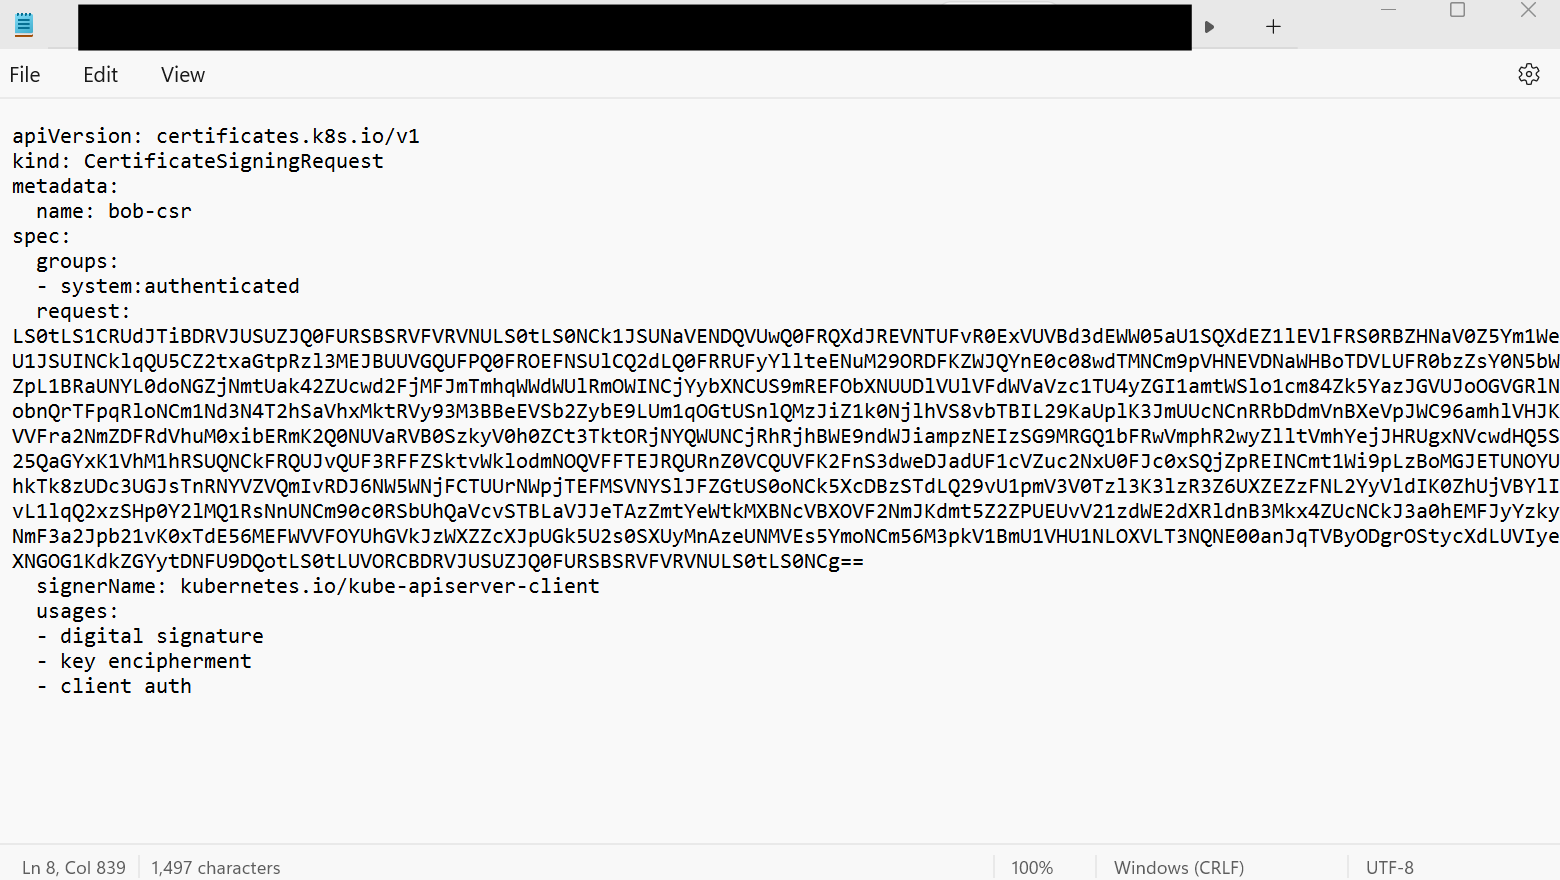 File Edit View
apiVersion: certificates.k8s.io/v1
kind: CertificateSigningRequest
metadata:
  name: bob-csr
spec:
  groups:
  - system:authenticated
  request:
LS0tLS1CRUdJTiBDRVJUSUZJQ0FURSBSRVFVRVNULS0tLS0NCk1JSUNaVENDQVUwQ0FRQXdJREVNTUFvR0ExVUVBd3dEWW05aU1SQXdEZ1lEVlFRS0RBZHNaV0Z5Ym1We
U1JSUINCklqQU5CZ2txaGtpRzl3MEJBUUVGQUFPQ0FROEFNSUlCQ2dLQ0FRRUFyYllteENuM29ORDFKZWJQYnE0c08wdTMNCm9pVHNEVDNaWHBoTDVLUFR0bzZsY0N5bW
ZpL1BRaUNYL0doNGZjNmtUak42ZUcwd2FjMFJmTmhqWWdWUlRmOWINCjYybXNCUS9mREFObXNUUDlVUlVFdWVaVzc1TU4yZGI1amtWSlo1cm84Zk5YazJGVUJoOGVGRlN
obnQrTFpqRloNCm1Nd3N4T2hSaVhxMktRVy93M3BBeEVSb2ZybE9LUm1qOGtUSnlQMzJiZ1k0NjlhVS8vbTBIL29KaUplK3JmUUcNCnRRbDdmVnBXeVpJWC96amhlVHJK
VVFra2NmZDFRdVhuM0xibERmK2Q0NUVaRVB0SzkyV0h0ZCt3TktORjNYQWUNCjRhRjhBWE9ndWJiampzNEIzSG9MRGQ1bFRwVmphR2wyZlltVmhYejJHRUgxNVcwdHQ5S
25QaGYxK1VhM1hRSUQNCkFRQUJvQUF3RFFZSktvWklodmNOQVFFTEJRQURnZ0VCQUVFK2FnS3dweDJadUF1cVZuc2NxU0FJc0xSQjZpREINCmt1Wi9pLzBoMGJETUNOYU
hkTk8zUDc3UGJsTnRNYVZVQmIvRDJ6NW5WNjFCTUUrNWpjTEFMSVNYSlJFZGtUS0oNCk5XcDBzSTdLQ29vU1pmV3V0Tzl3K3lzR3Z6UXZEZzFNL2YyVldIK0ZhUjVBYlI
vL1lqQ2xzSHp0Y2lMQ1RsNnUNCm90c0RSbUhQaVcvSTBLaVJJeTAzZmtYeWtkMXBNcVBXOVF2NmJKdmt5Z2ZPUEUvV21zdWE2dXRldnB3Mkx4ZUcNCkJ3a0hEMFJyYzky
NmF3a2Jpb21vK0xTdE56MEFWVVFOYUhGVkJzWXZZcXJpUGk5U2s0SXUyMnAzeUNMVEs5YmoNCm56M3pkV1BmU1VHU1NLOXVLT3NQNE00anJqTVByODgrOStycXdLUVIye
XNGOG1KdkZGYytDNFU9DQotLS0tLUVORCBDRVJUSUZJQ0FURSBSRVFVRVNULS0tLS0NCg==
  signerName: kubernetes.io/kube-apiserver-client
  usages:
  - digital signature
  - key encipherment
  - client auth
Ln 8, Col 839 1,497 characters 100% Windows (CRLF) UTF-8